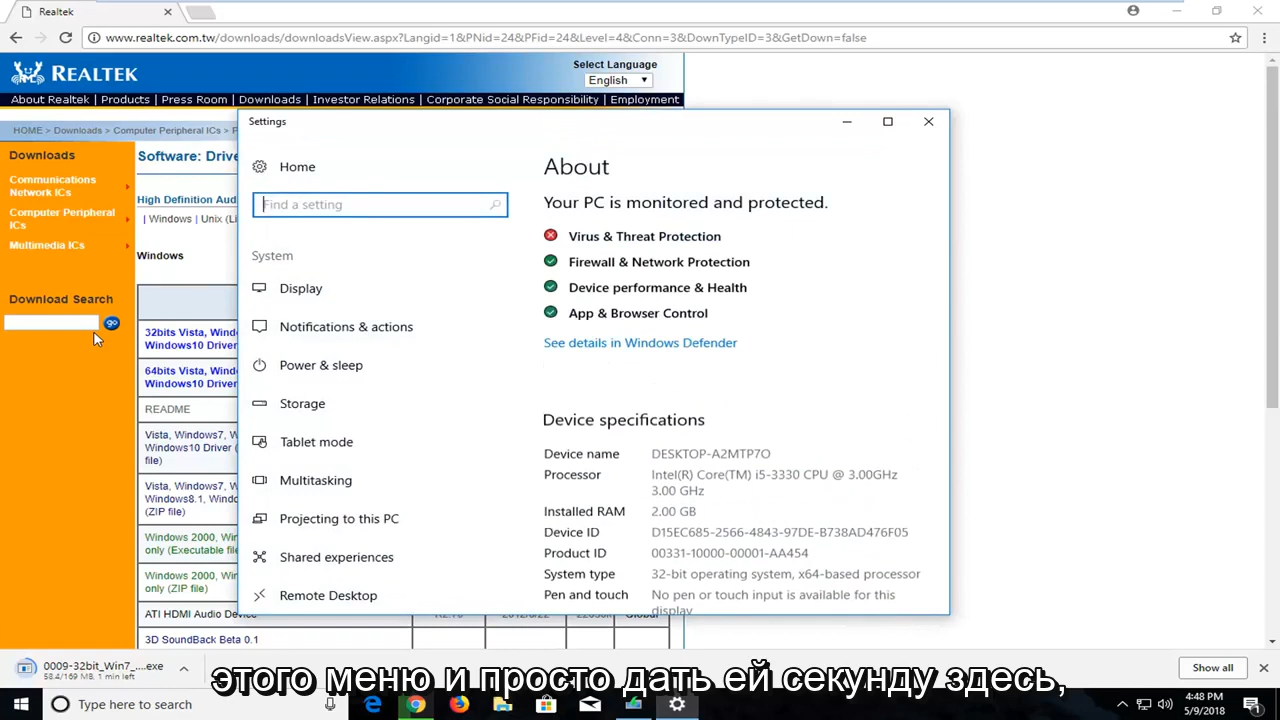 Realtek
www.realtek.com.tw/downloads/downloadsView.aspx?Langid=1&PNid=24&PFid=24&Level=4&Conn=3&DownTypeID=3&GetDown=false
REALTEK
Select Language
English
About Realtek | Products | Press Room | Downloads | Investor Relations | Corporate Social Responsibility | Employment
HOME > Downloads > Computer Peripheral ICs > P
Downloads
Communications
Network ICs
Computer Peripheral
ICs
Multimedia ICs
Download Search
go
Software: Drive
High Definition Aud
| Windows | Unix (Li
Windows
32bits Vista, Windo
Windows10 Driver
64bits Vista, Windo
Windows10 Driver
README
Vista, Windows7, W
Windows10 Driver (
file)
Vista, Windows7, W
Windows8.1,
(ZIP file)
Windows 2000, Win
only (Executable file
Windows 2000, Win
only (ZIP file)
ATI HDMI Audio Device
3D SoundBack Beta 0.1
Settings
Home
Find a setting
System
Display
Notifications & actions
Power & sleep
Storage
Tablet mode
Multitasking
Projecting to this PC
Shared experiences
Remote Desktop
About
Your PC is monitored and protected.
Virus & Threat Protection
Firewall & Network Protection
Device performance & Health
App & Browser Control
See details in Windows Defender
Device specifications
Device name DESKTOP-A2MTP7O
Processor Intel(R) Core(TM) i5-3330 CPU @ 3.00GHz
3.00 GHz
Installed RAM 2.00 GB
Device ID D15EC685-2566-4843-97DE-B738AD476F05
Product ID 00331-10000-00001-AA454
System type 32-bit operating system, x64-based processor
Pen and touch No pen or touch input is available for this
display
0009-32bit_Win7_....exe
58.4/169 MB, 1 min left
Show all
этого меню и просто дать ей секунду здесь,
Type here to search
4:48 PM
5/9/2018